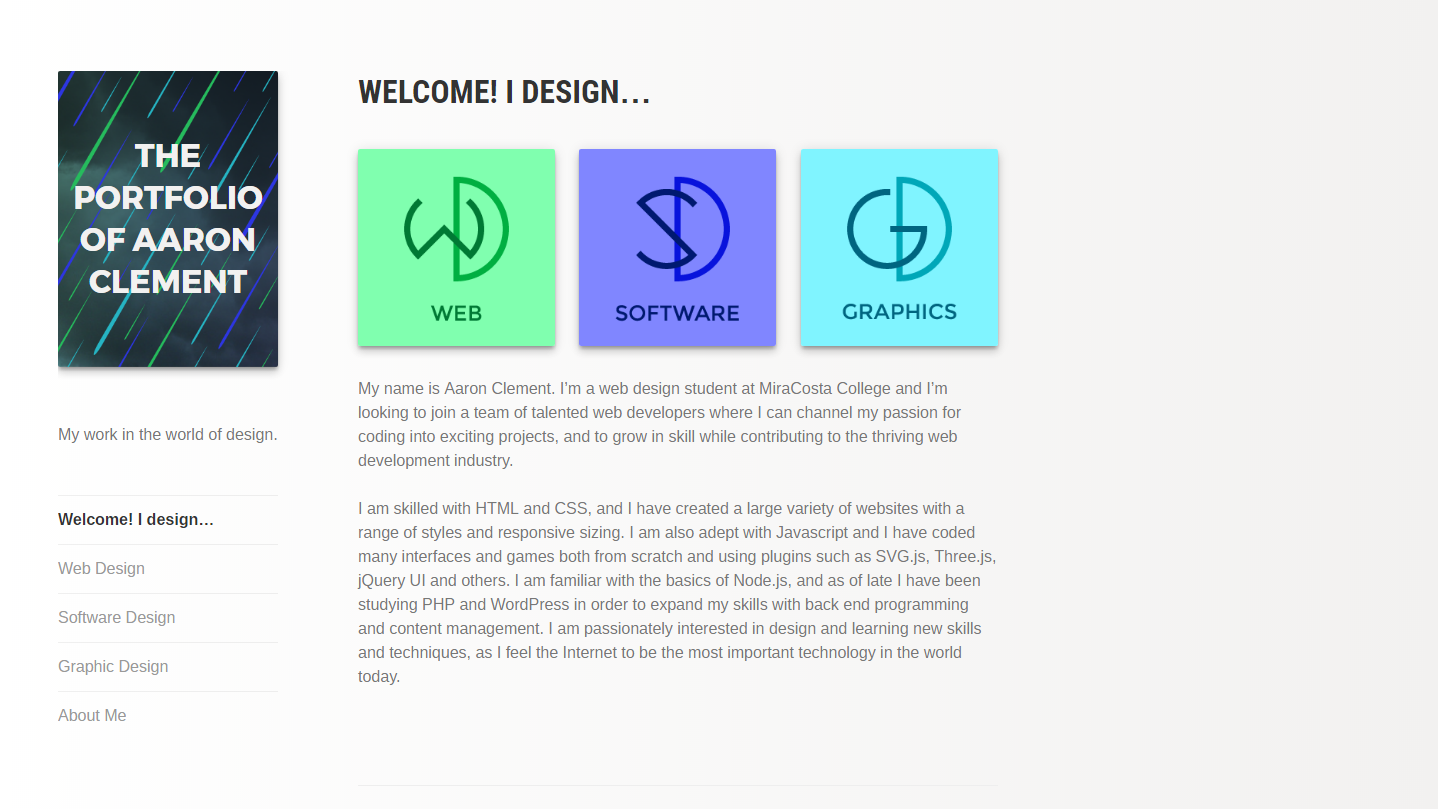 THE
PORTFOLIO
OF AARON
CLEMENT
My work in the world of design.
Welcome! I design…
Web Design
Software Design
Graphic Design
About Me
WELCOME! I DESIGN…
WEB
SOFTWARE
GRAPHICS
My name is Aaron Clement. I’m a web design student at MiraCosta College and I’m
looking to join a team of talented web developers where I can channel my passion for
coding into exciting projects, and to grow in skill while contributing to the thriving web
development industry.
I am skilled with HTML and CSS, and I have created a large variety of websites with a
range of styles and responsive sizing. I am also adept with Javascript and I have coded
many interfaces and games both from scratch and using plugins such as SVG.js, Three.js,
jQuery UI and others. I am familiar with the basics of Node.js, and as of late I have been
studying PHP and WordPress in order to expand my skills with back end programming
and content management. I am passionately interested in design and learning new skills
and techniques, as I feel the Internet to be the most important technology in the world
today.